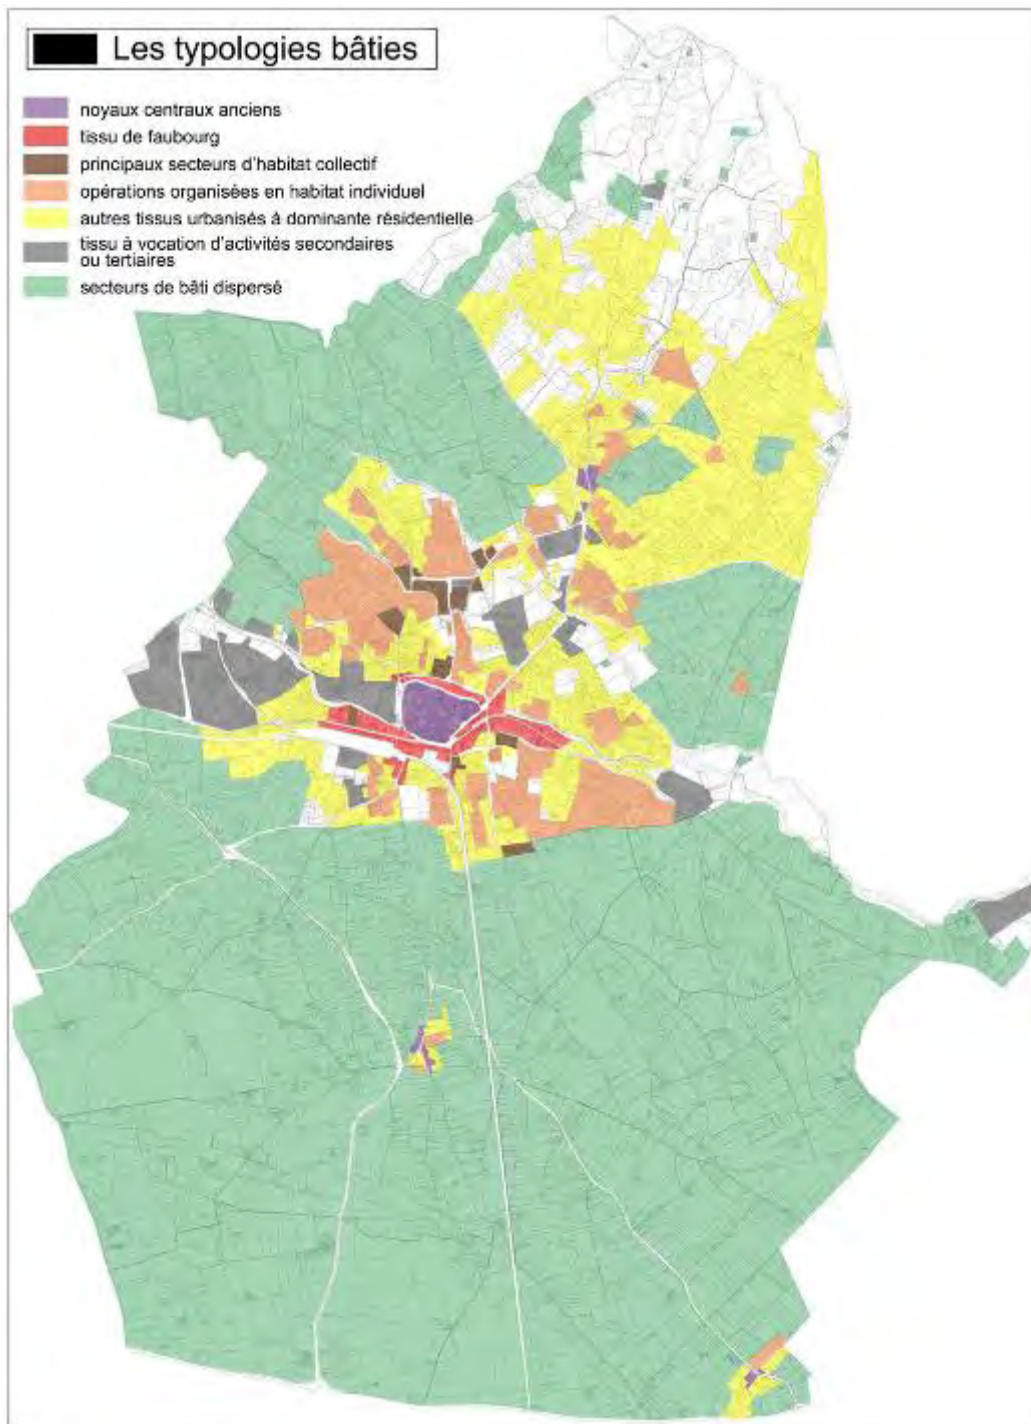 Les typologies bâties
noyaux centraux anciens
tissu de faubourg
principaux secteurs d'habitat collectif
opérations organisées en habitat individuel
autres tissus urbanisés à dominante résidentielle
tissu à vocation d'activités secondaires
ou tertiaires
secteurs de bâti dispersé